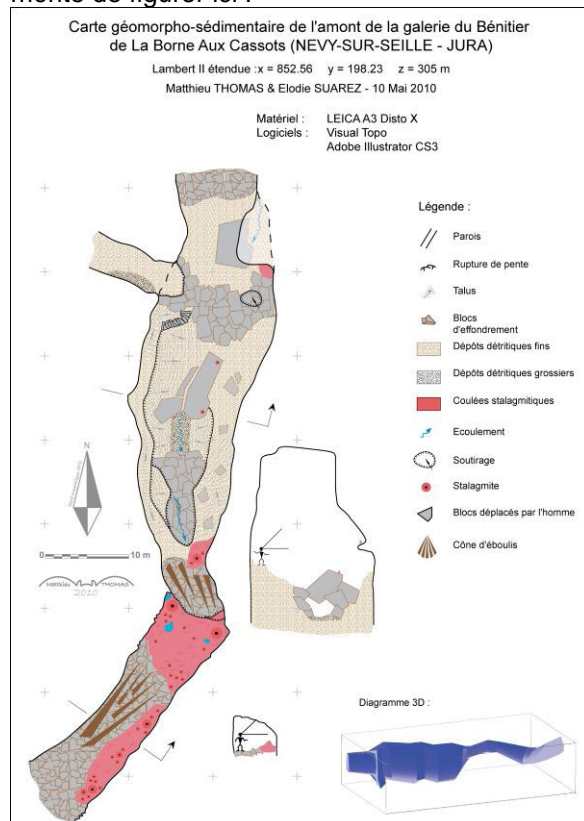 Carte géomorpho-sédimentaire de l'amont de la galerie du Bénitier
de La Borne Aux Cassots (NEVY-SUR-SEILLE - JURA)
Lambert II étendue :x = 852.56 y = 198.23 z = 305 m
Matthieu THOMAS & Elodie SUAREZ - 10 Mai 2010
Matériel : LEICA A3 Disto X
Logiciels : Visual Topo
Adobe Illustrator CS3
Légende :
Parois
Rupture de pente
Talus
Blocs
d'effondrement
Dépôts détritiques fins
Dépôts détritiques grossiers
Coulées stalagmitiques
Ecoulement
Soutirage
Stalagmite
Blocs déplacés par l'homme
Cône d'éboulis
N
0 10 m
Matthieu THOMAS
2010
Diagramme 3D :